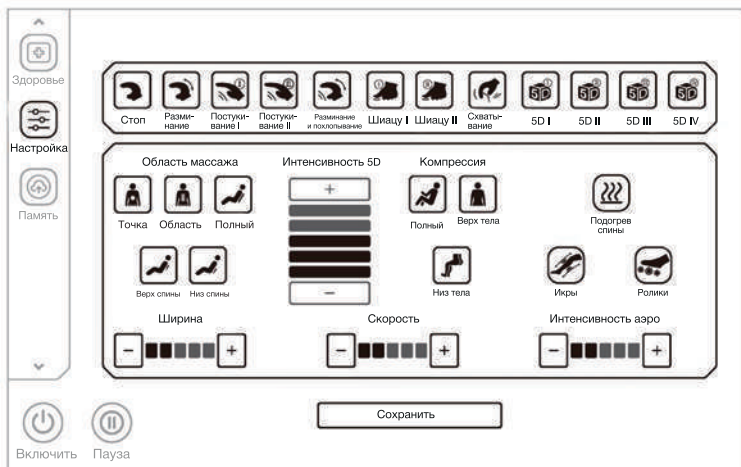 Здоровье
Настройка
Память
Стоп
Разми-
нание
Постуки-
вание I
Постуки-
вание II
Разминание
и похлопывание
Шиацу I
Шиацу II
Схваты-
вание
5D I
5D II
5D III
5D IV
Область массажа
Точка
Область
Полный
Верх спины
Низ спины
Интенсивность 5D
+
−
Компрессия
Полный
Верх тела
Низ тела
Подогрев
спины
Икры
Ролики
Ширина
− +
Скорость
− +
Интенсивность аэро
− +
Сохранить
Включить
Пауза